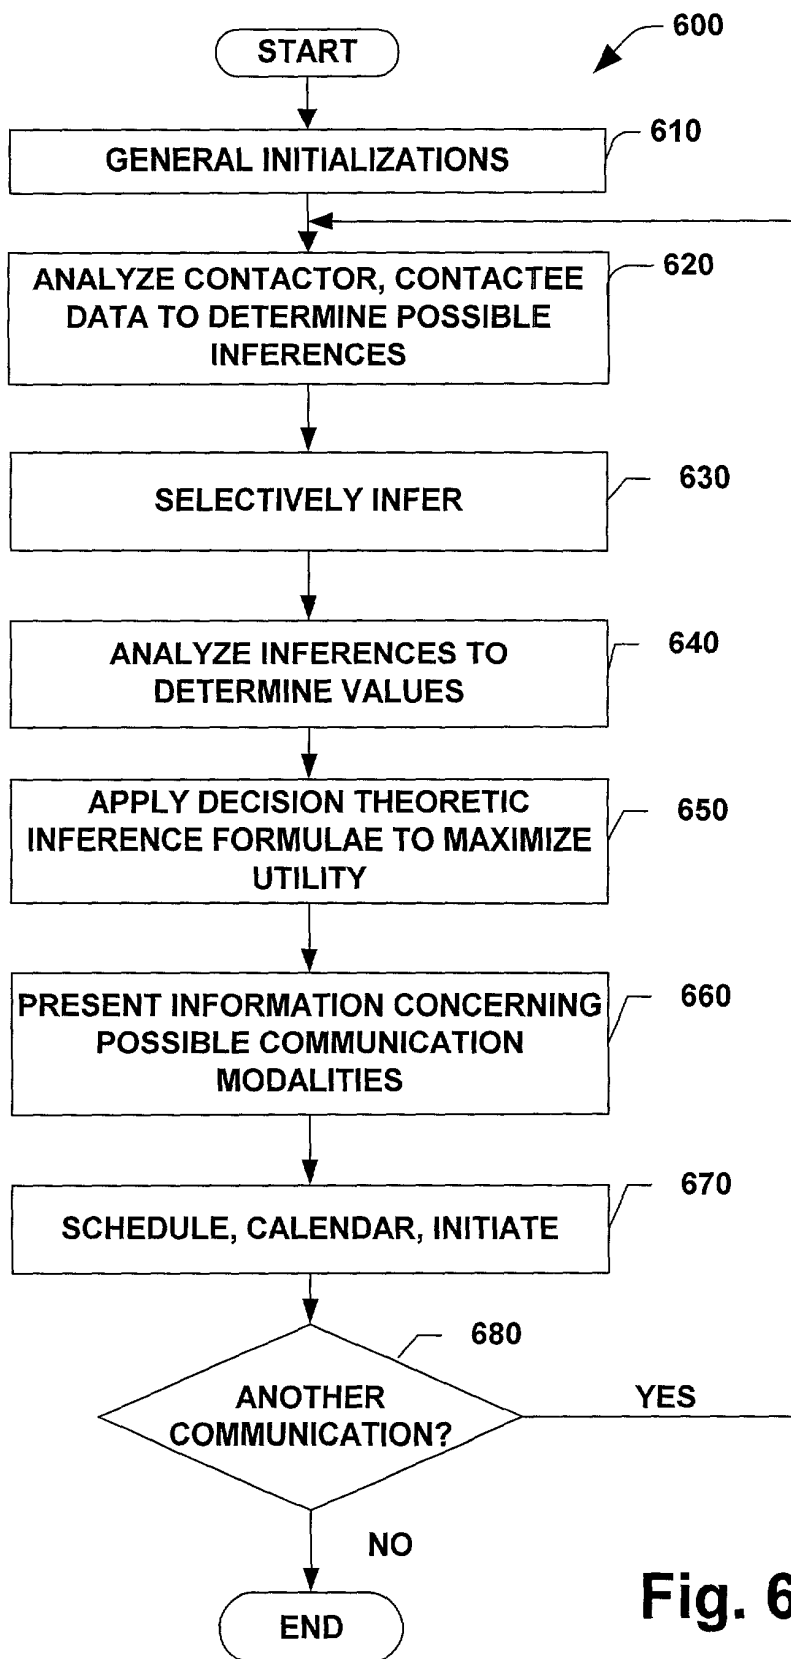 START
600
GENERAL INITIALIZATIONS
610
ANALYZE CONTACTOR, CONTACTEE
DATA TO DETERMINE POSSIBLE
INFERENCES
620
SELECTIVELY INFER
630
ANALYZE INFERENCES TO
DETERMINE VALUES
640
APPLY DECISION THEORETIC
INFERENCE FORMULAE TO MAXIMIZE
UTILITY
650
PRESENT INFORMATION CONCERNING
POSSIBLE COMMUNICATION
MODALITIES
660
SCHEDULE, CALENDAR, INITIATE
670
680
ANOTHER
COMMUNICATION?
YES
NO
END
Fig. 6